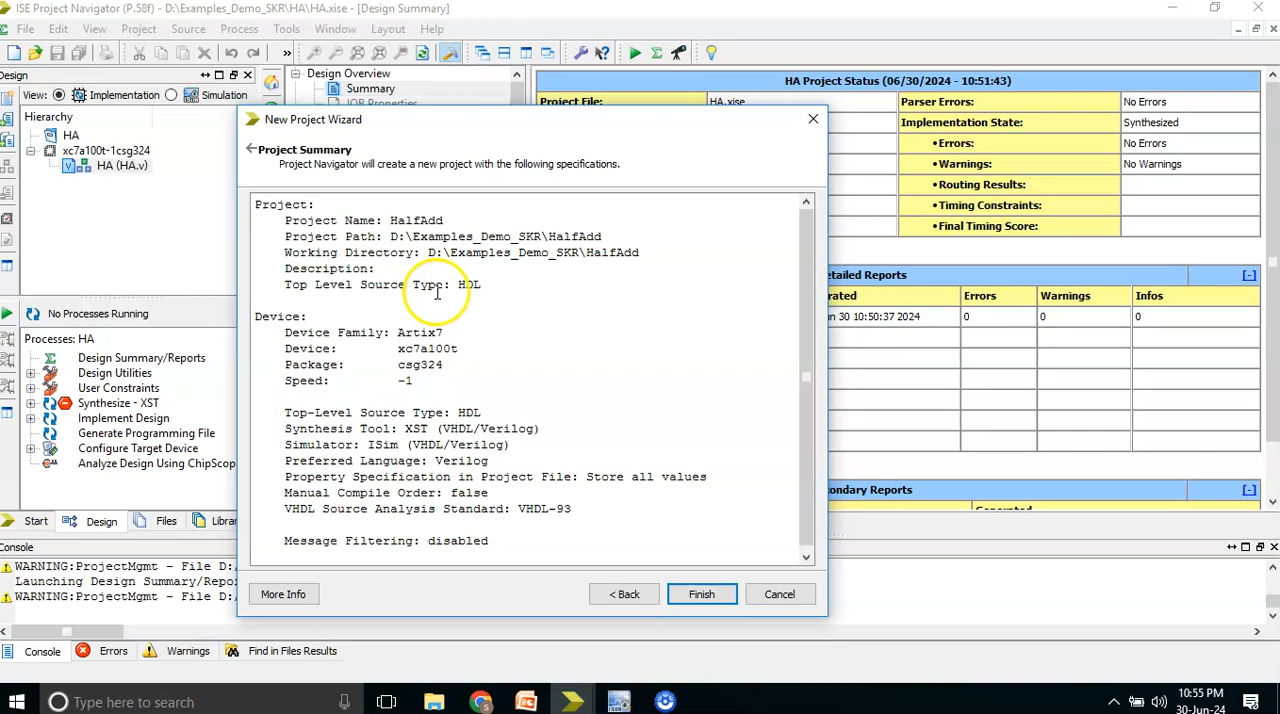 ISE Project Navigator (P.58f) - D:\Examples_Demo_SKR\HA\HA.xise - [Design Summary]
File Edit View Project Source Process Tools Window Layout Help
Design
View: Implementation Simulation
Hierarchy
HA
xc7a100t-1csg324
HA (HA.v)
No Processes Running
Processes: HA
Design Summary/Reports
Design Utilities
User Constraints
Synthesize - XST
Implement Design
Generate Programming File
Configure Target Device
Analyze Design Using ChipScop
Start Design Files Librar
Design Overview
Summary
IOB Properties
HA Project Status (06/30/2024 - 10:51:43)
Project File: HA.xise Parser Errors: No Errors
Implementation State: Synthesized
•Errors: No Errors
•Warnings: No Warnings
•Routing Results:
•Timing Constraints:
•Final Timing Score:
etailed Reports [-]
rated Errors Warnings Infos
un 30 10:50:37 2024 0 0 0
condary Reports [-]
Generated
New Project Wizard
Project Summary
Project Navigator will create a new project with the following specifications.
Project:
Project Name: HalfAdd
Project Path: D:\Examples_Demo_SKR\HalfAdd
Working Directory: D:\Examples_Demo_SKR\HalfAdd
Description:
Top Level Source Type: HDL
Device:
Device Family: Artix7
Device: xc7a100t
Package: csg324
Speed: -1
Top-Level Source Type: HDL
Synthesis Tool: XST (VHDL/Verilog)
Simulator: ISim (VHDL/Verilog)
Preferred Language: Verilog
Property Specification in Project File: Store all values
Manual Compile Order: false
VHDL Source Analysis Standard: VHDL-93
Message Filtering: disabled
More Info < Back Finish Cancel
Console
WARNING:ProjectMgmt - File D:/
Launching Design Summary/Repo
WARNING:ProjectMgmt - File D:/
Console Errors Warnings Find in Files Results
Type here to search
10:55 PM
30-Jun-24